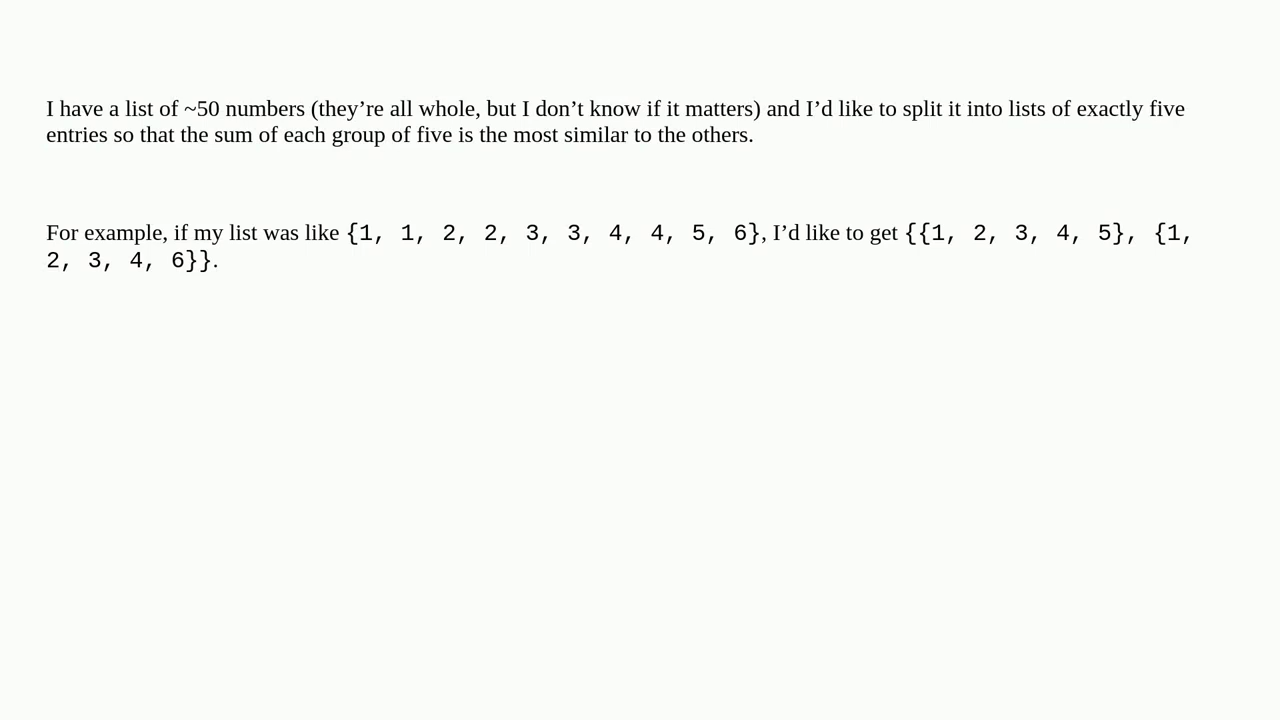 I have a list of ~50 numbers (they’re all whole, but I don’t know if it matters) and I’d like to split it into lists of exactly five
entries so that the sum of each group of five is the most similar to the others.
For example, if my list was like {1, 1, 2, 2, 3, 3, 4, 4, 5, 6}, I’d like to get {{1, 2, 3, 4, 5}, {1,
2, 3, 4, 6}}.